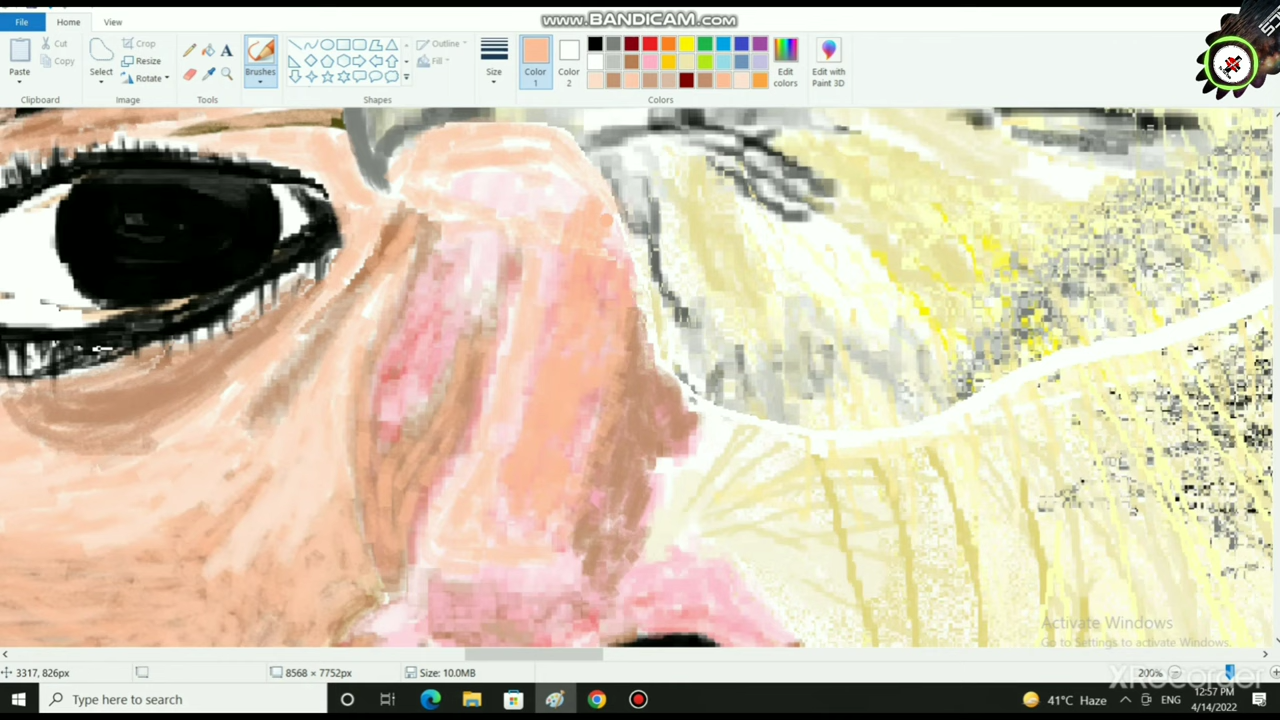 www.BANDICAM.com
File Home View
Cut
Copy
Paste
Clipboard
Crop
Resize
Rotate
Select
Image
A
Tools
Brushes
Outline
Fill
Shapes
Size
Color
1
Color
2
Edit
colors
Colors
Edit with
Paint 3D
Activate Windows
Go to Settings to activate Windows.
3317, 826px
8568 × 7752px
Size: 10.0MB
200%
XRecorder
Type here to search
41°C Haze
ENG
12:57 PM
4/14/2022